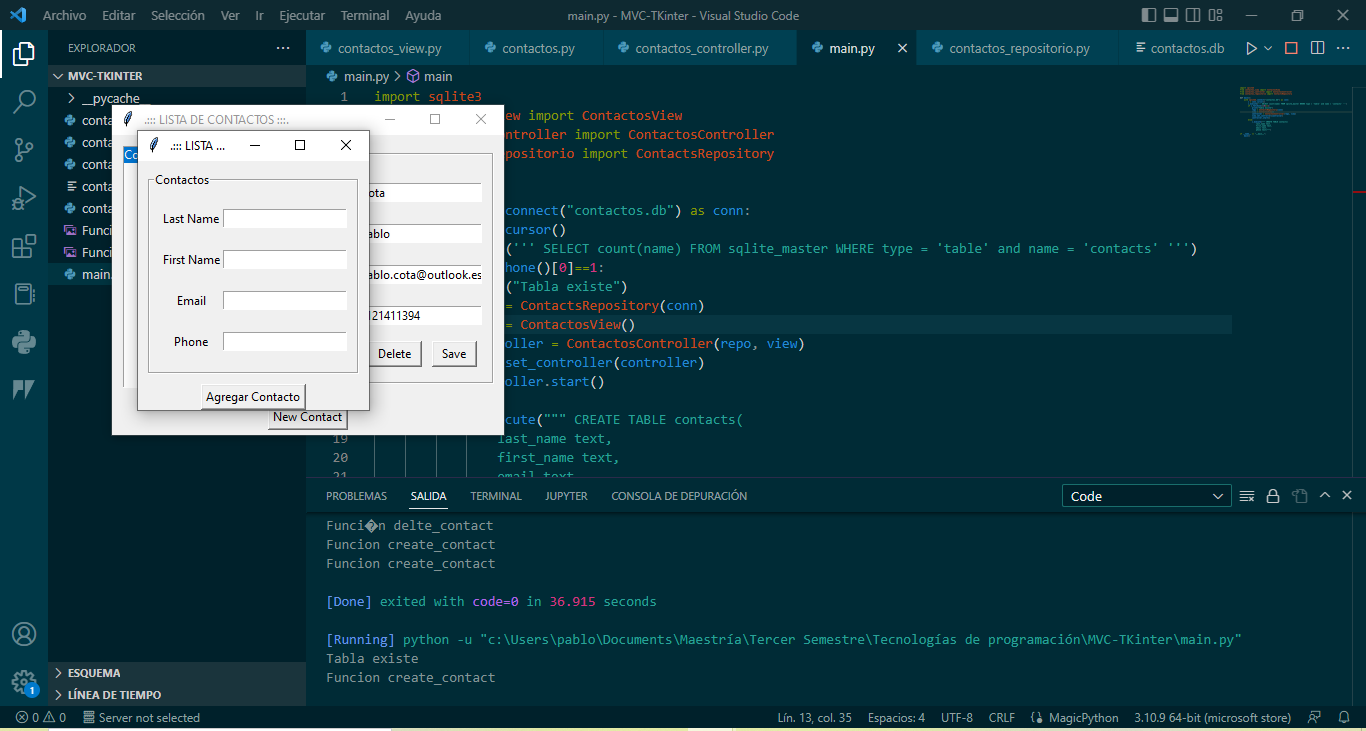 Archivo Editar Selección Ver Ir Ejecutar Terminal Ayuda
main.py - MVC-TKinter - Visual Studio Code
EXPLORADOR ...
contactos_view.py contactos.py contactos_controller.py main.py contactos_repositorio.py contactos.db
MVC-TKINTER
main.py > main
__pycache__
conta
conta
conta
conta
conta
Funci
Funci
main.
1 import sqlite3
ew import ContactosView
ntroller import ContactosController
positorio import ContactsRepository
connect("contactos.db") as conn:
cursor()
(''' SELECT count(name) FROM sqlite_master WHERE type = 'table' and name = 'contacts' ''')
hone()[0]==1:
("Tabla existe")
= ContactsRepository(conn)
= ContactosView()
oller = ContactosController(repo, view)
set_controller(controller)
oller.start()
cute(""" CREATE TABLE contacts(
19 last_name text,
20 first_name text,
21 email text
.::: LISTA DE CONTACTOS :::.
Co
ota
ablo
ablo.cota@outlook.es
121411394
Delete Save
New Contact
.::: LISTA ...
Contactos
Last Name
First Name
Email
Phone
Agregar Contacto
PROBLEMAS SALIDA TERMINAL JUPYTER CONSOLA DE DEPURACIÓN
Code
Funci�n delte_contact
Funcion create_contact
Funcion create_contact
[Done] exited with code=0 in 36.915 seconds
[Running] python -u "c:\Users\pablo\Documents\Maestría\Tercer Semestre\Tecnologías de programación\MVC-TKinter\main.py"
Tabla existe
Funcion create_contact
ESQUEMA
LÍNEA DE TIEMPO
1
0 0 Server not selected
Lín. 13, col. 35 Espacios: 4 UTF-8 CRLF MagicPython 3.10.9 64-bit (microsoft store)